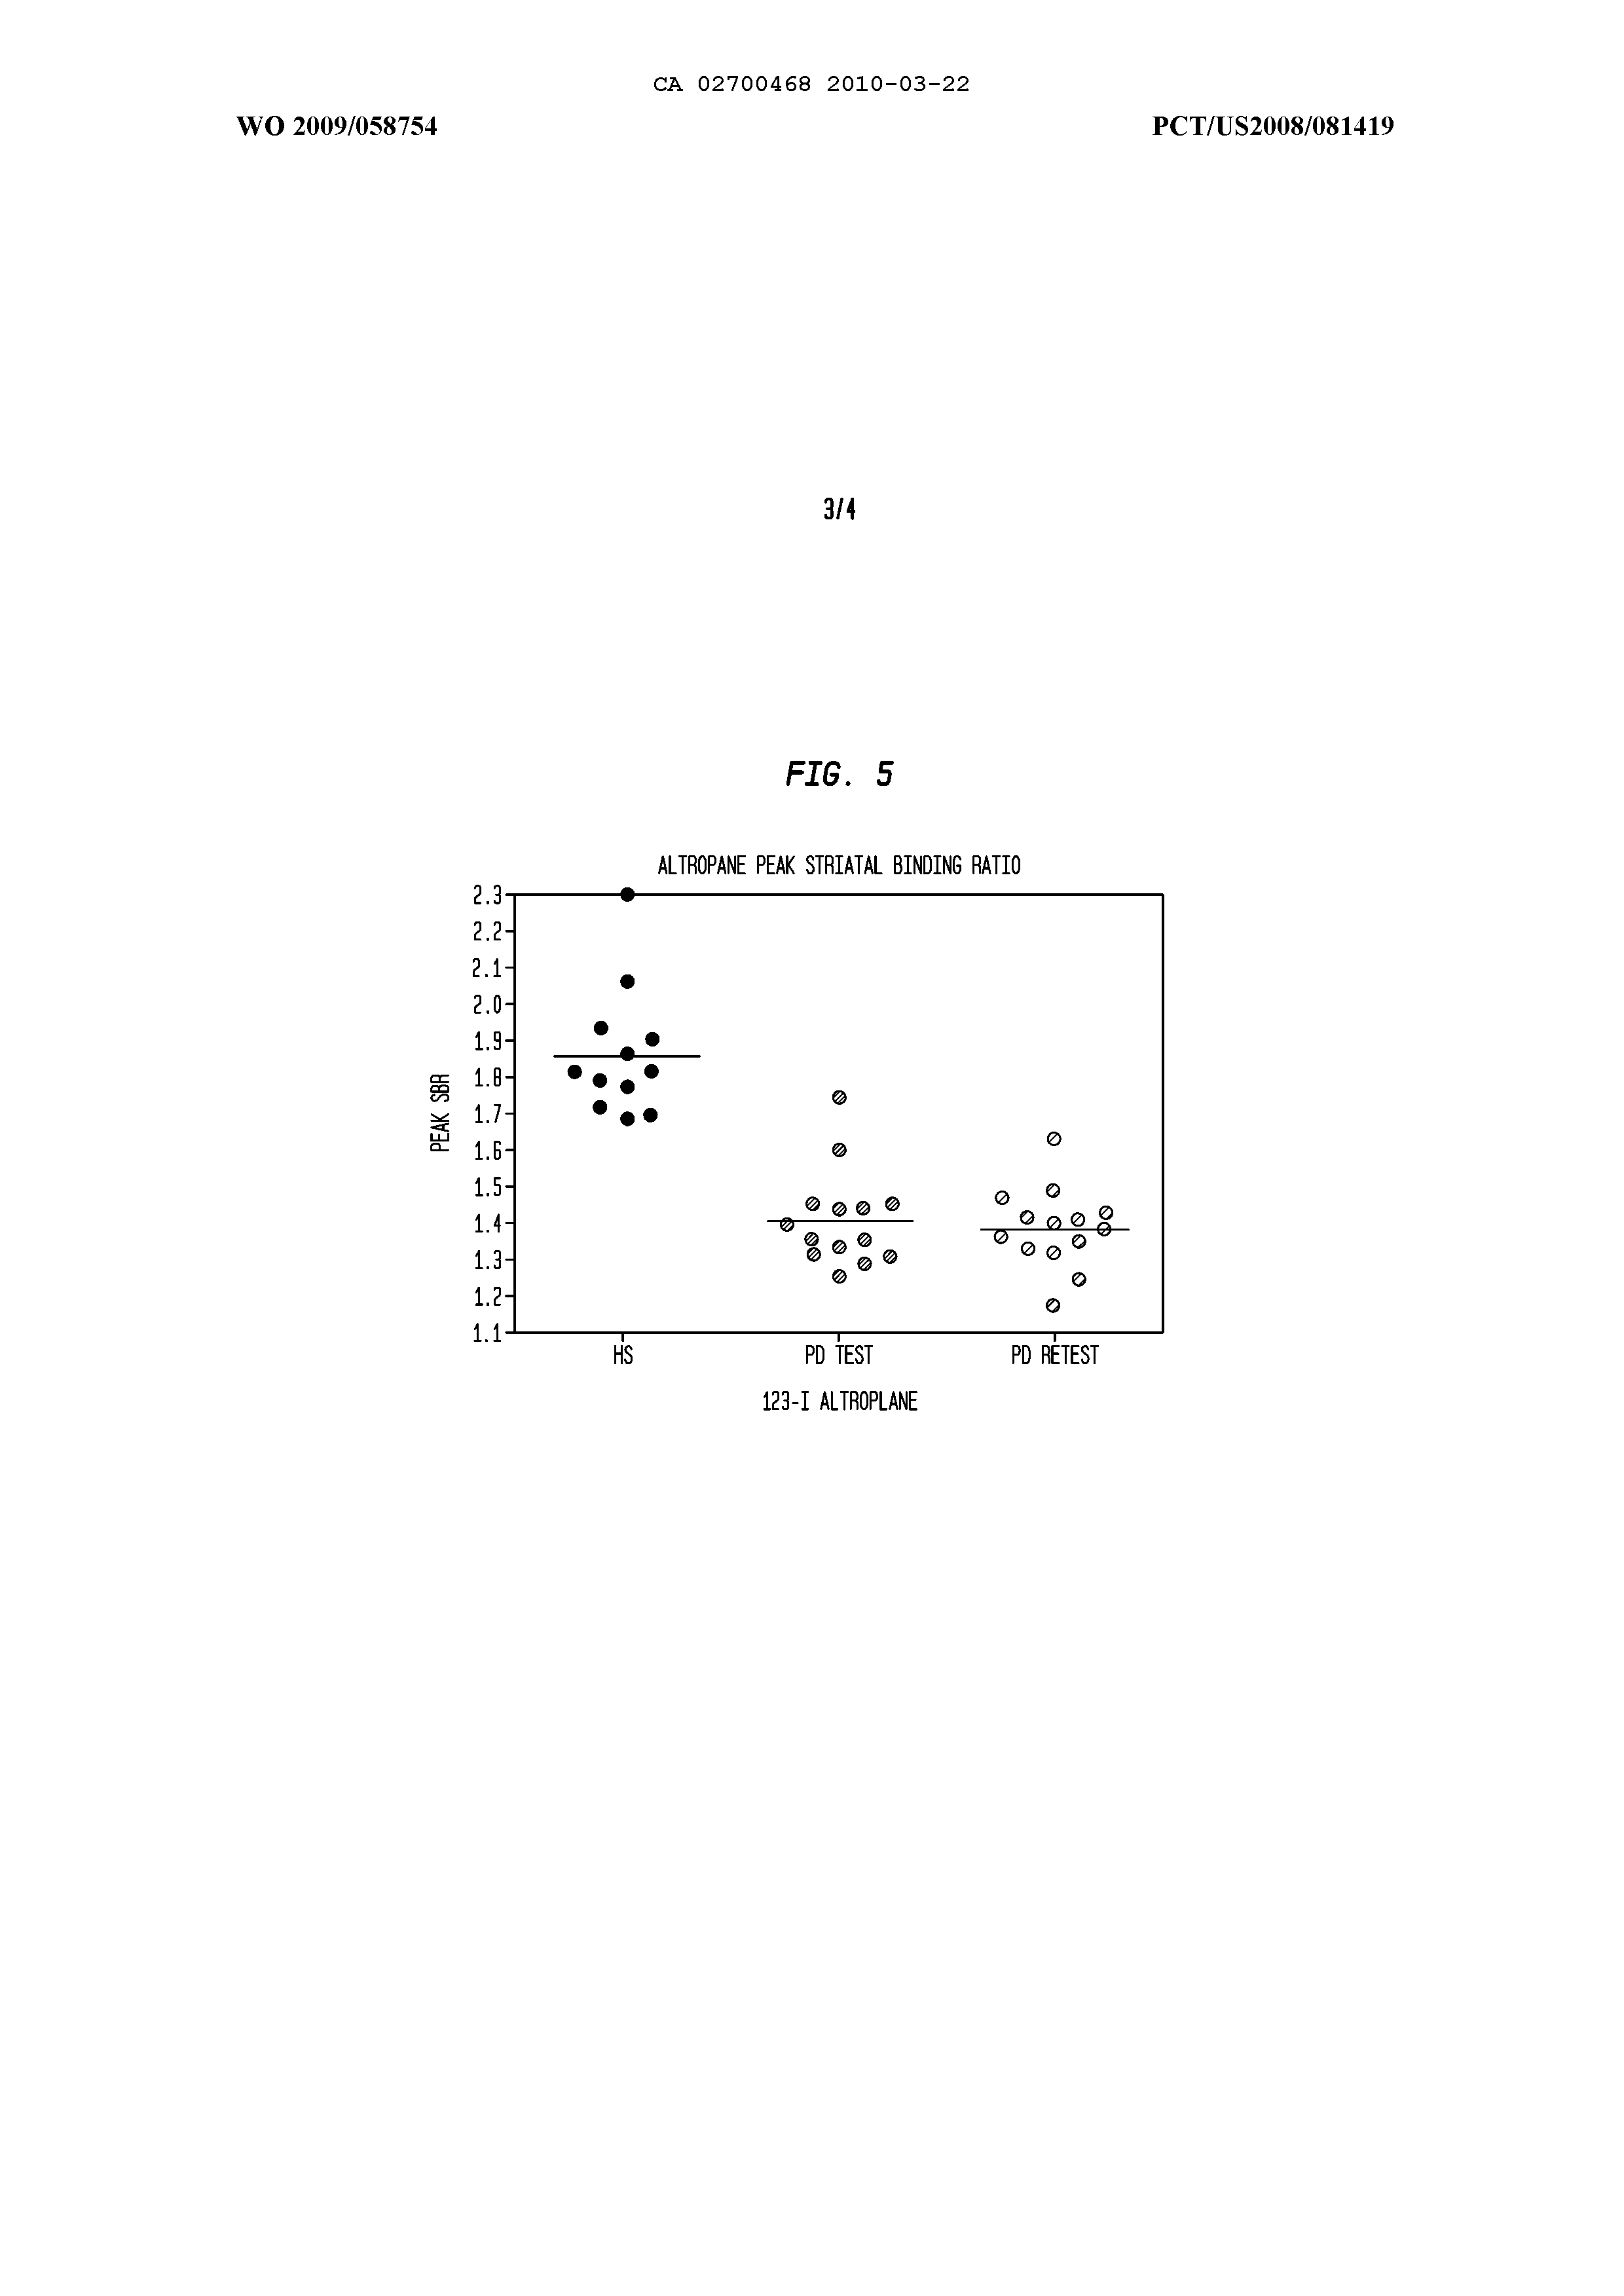 CA 02700468 2010-03-22
WO 2009/058754 PCT/US2008/081419
3/4
FIG. 5
ALTROPANE PEAK STRIATAL BINDING RATIO
PEAK SBR
2.3
2.2
2.1
2.0
1.9
1.8
1.7
1.6
1.5
1.4
1.3
1.2
1.1
HS PD TEST PD RETEST
123-I ALTROPLANE